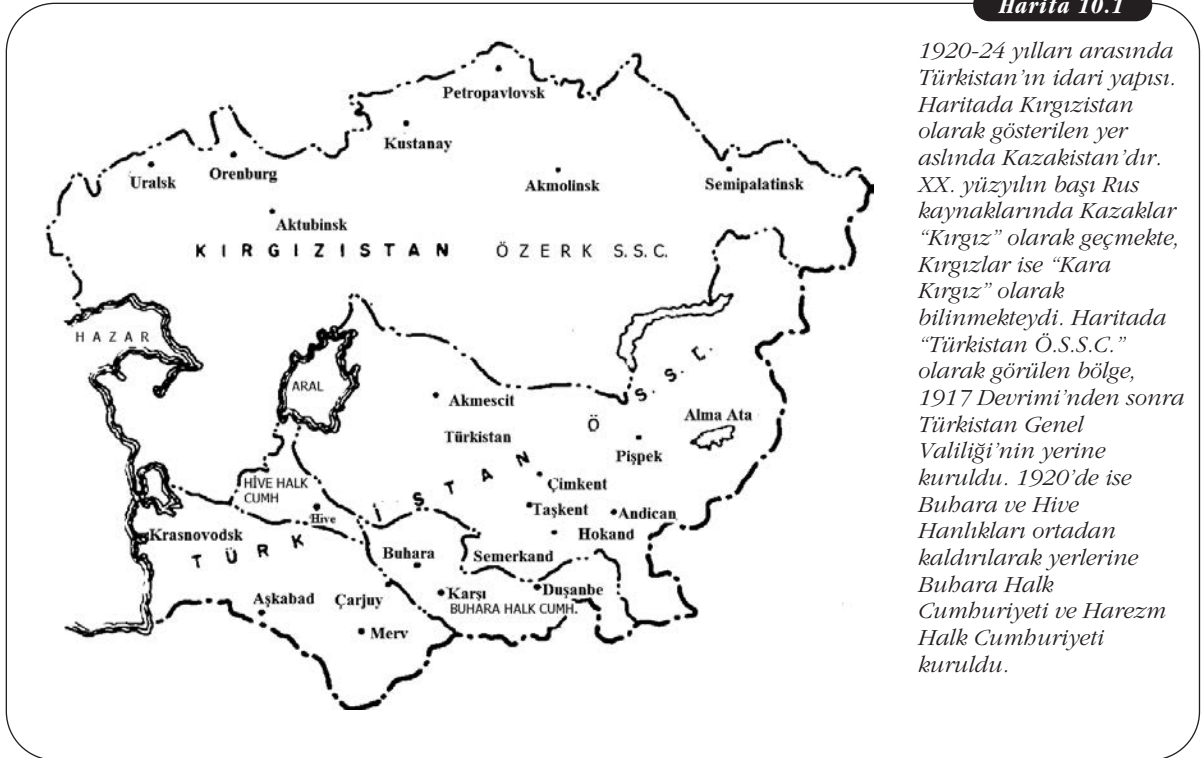 Harita 10.1
1920-24 yılları arasında
Türkistan’ın idari yapısı.
Haritada Kırgızistan
olarak gösterilen yer
aslında Kazakistan’dır.
XX. yüzyılın başı Rus
kaynaklarında Kazaklar
“Kırgız” olarak geçmekte,
Kırgızlar ise “Kara
Kırgız” olarak
bilinmekteydi. Haritada
“Türkistan Ö.S.S.C.”
olarak görülen bölge,
1917 Devrimi’nden sonra
Türkistan Genel
Valiliği’nin yerine
kuruldu. 1920’de ise
Buhara ve Hive
Hanlıkları ortadan
kaldırılarak yerlerine
Buhara Halk
Cumhuriyeti ve Harezm
Halk Cumhuriyeti
kuruldu.
Petropavlovsk
Kustanay
Uralsk
Orenburg
Akmolinsk
Semipalatinsk
Aktubinsk
KIRGIZİSTAN ÖZERK S.S.C.
HAZAR
ARAL
Akmescit
Türkistan
Alma Ata
Pişpek
Çimkent
Taşkent
Andican
Hokand
HİVE HALK
CUMH
Hive
Krasnovodsk
TÜRKİSTAN Ö.S.S.C.
Buhara
Semerkand
Duşanbe
Karşı
BUHARA HALK CUMH.
Aşkabad
Çarjuy
Merv